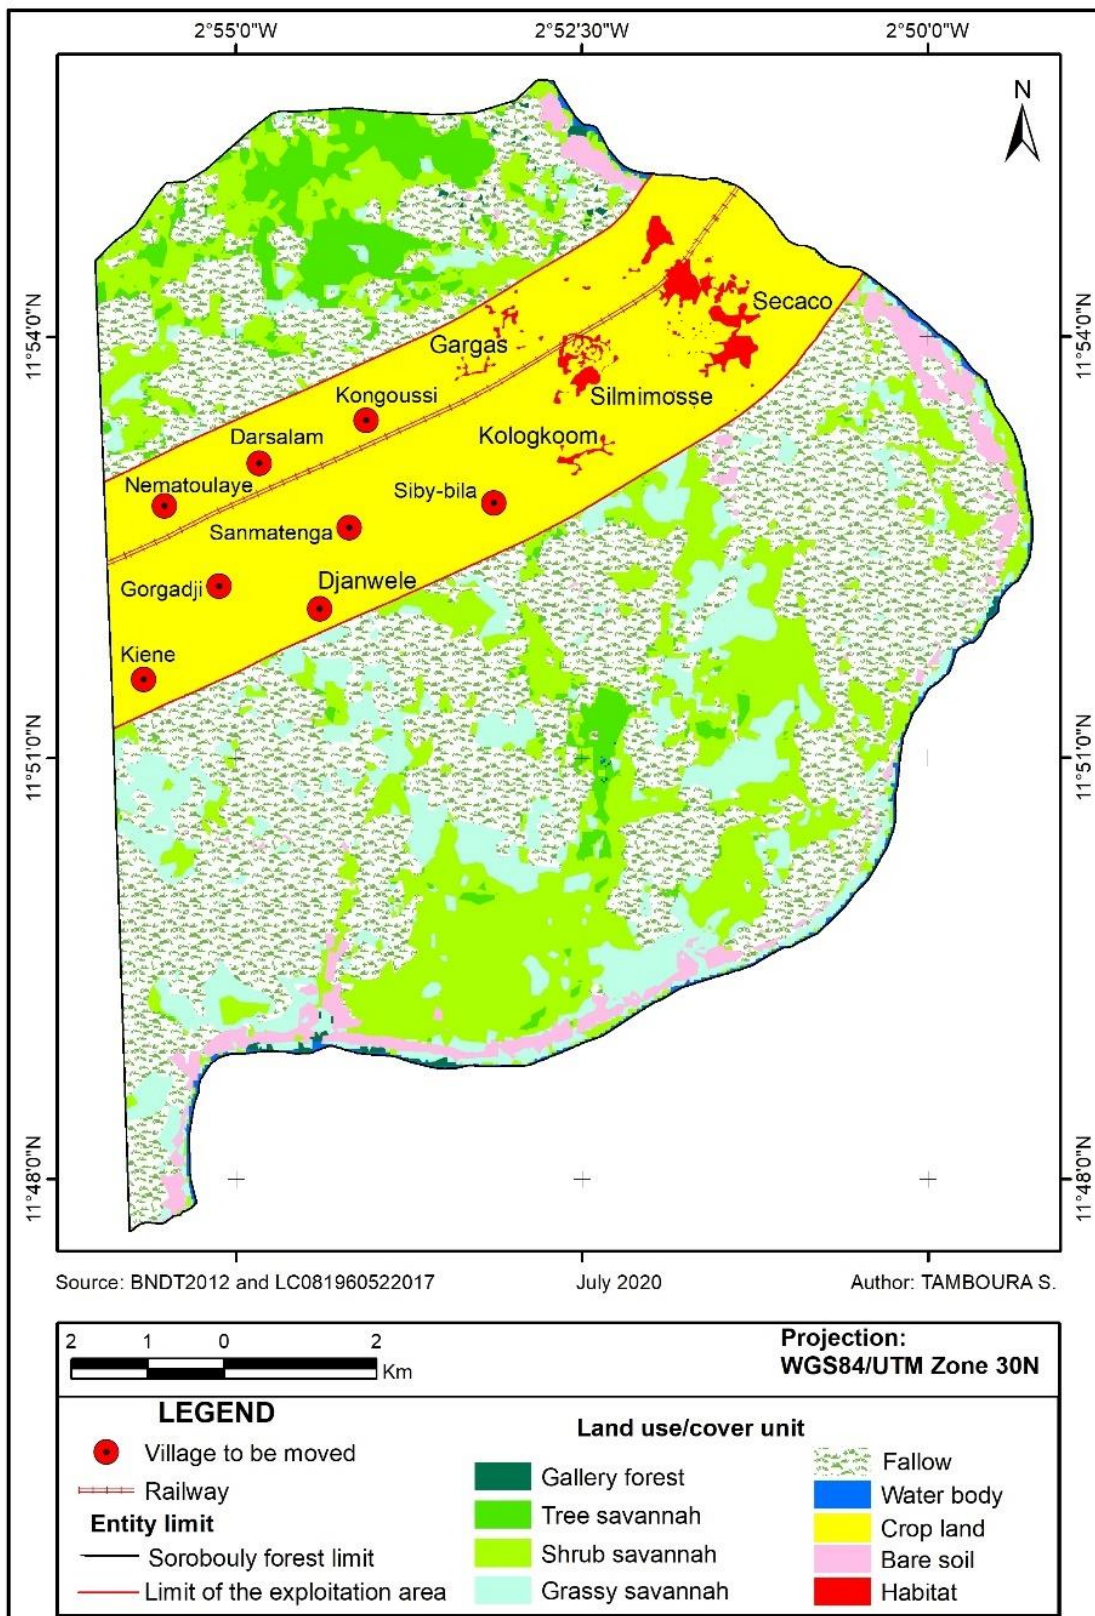 2°55'0"W 2°52'30"W 2°50'0"W
N
11°54'0"N 11°54'0"N
Secaco
Gargas
Kongoussi
Silmimosse
Darsalam
Kologkoom
Nematoulaye
Siby-bila
Sanmatenga
Gorgadji
Djanwele
Kiene
11°51'0"N 11°51'0"N
11°48'0"N 11°48'0"N
Source: BNDT2012 and LC081960522017 July 2020 Author: TAMBOURA S.
2 1 0 2
Km
Projection:
WGS84/UTM Zone 30N
LEGEND
Village to be moved
Railway
Entity limit
Sorobouly forest limit
Limit of the exploitation area
Land use/cover unit
Gallery forest
Tree savannah
Shrub savannah
Grassy savannah
Fallow
Water body
Crop land
Bare soil
Habitat